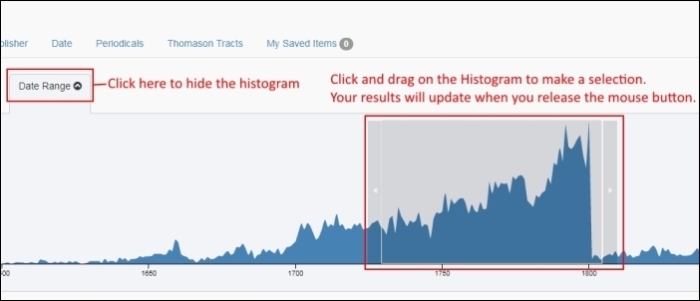 blisher Date Periodicals Thomason Tracts My Saved Items 0
Date Range
Click here to hide the histogram
Click and drag on the Histogram to make a selection.
Your results will update when you release the mouse button.
1650 1700 1750 1800